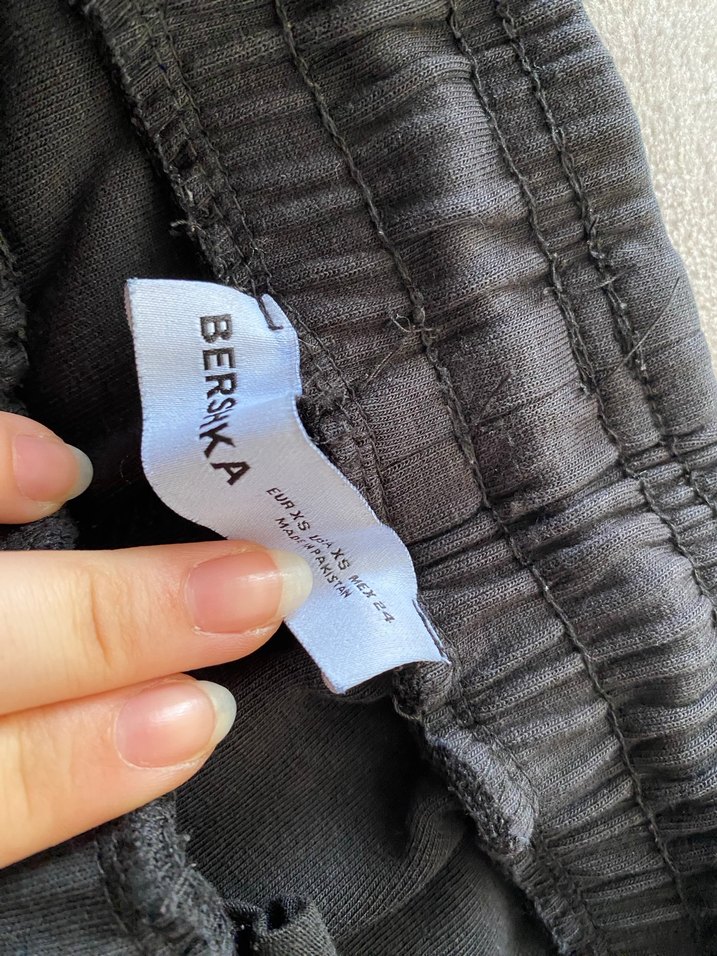 BERSHKA
EUR XS USA XS MEX 24
MADE IN PAKISTAN